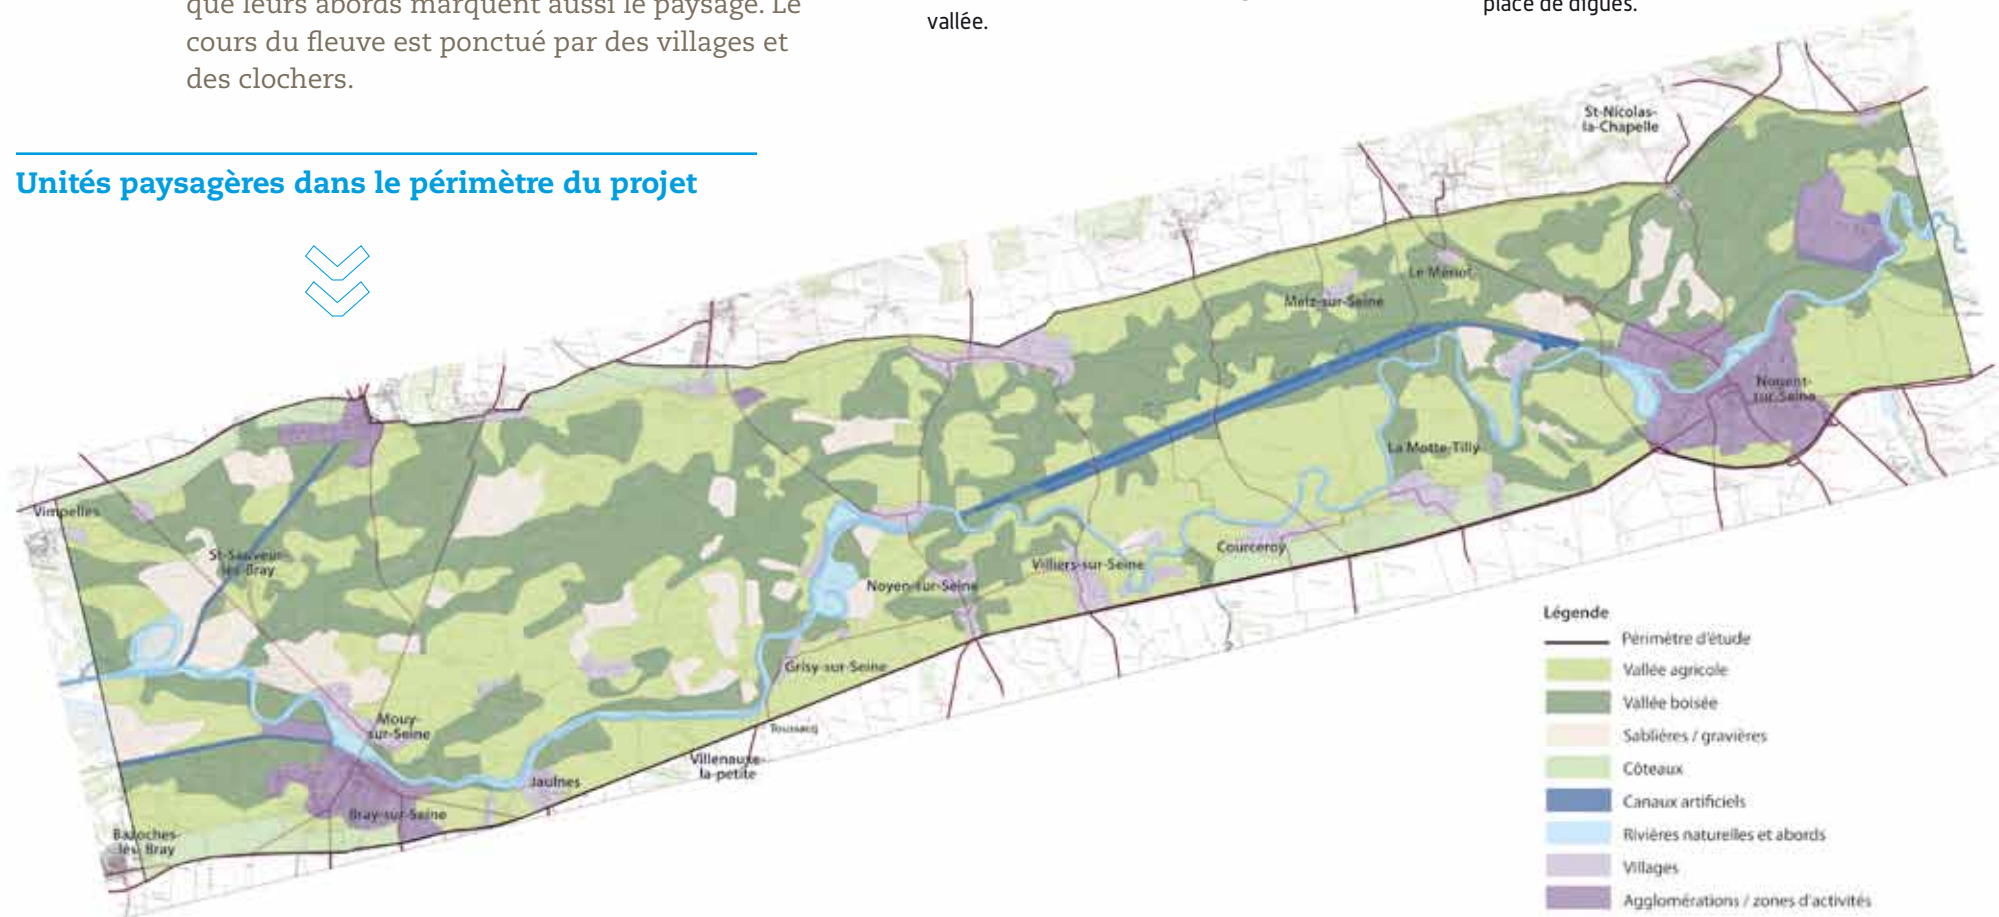 que leurs abords marquent aussi le paysage. Le
cours du fleuve est ponctué par des villages et
des clochers.
vallée.
place de digues.
Unités paysagères dans le périmètre du projet
St-Nicolas-
la-Chapelle
Le Mériot
Melz-sur-Seine
Nogent-
sur-Seine
La Motte-Tilly
Vimpelles
St-Sauveur-
lès-Bray
Courceroy
Villiers-sur-Seine
Noyen-sur-Seine
Grisy-sur-Seine
Toussacq
Mouy-
sur-Seine
Villenauxe-
la-petite
Jaulnes
Bray-sur-Seine
Bazoches-
lès-Bray
Légende
Périmètre d'étude
Vallée agricole
Vallée boisée
Sablières / gravières
Côteaux
Canaux artificiels
Rivières naturelles et abords
Villages
Agglomérations / zones d'activités